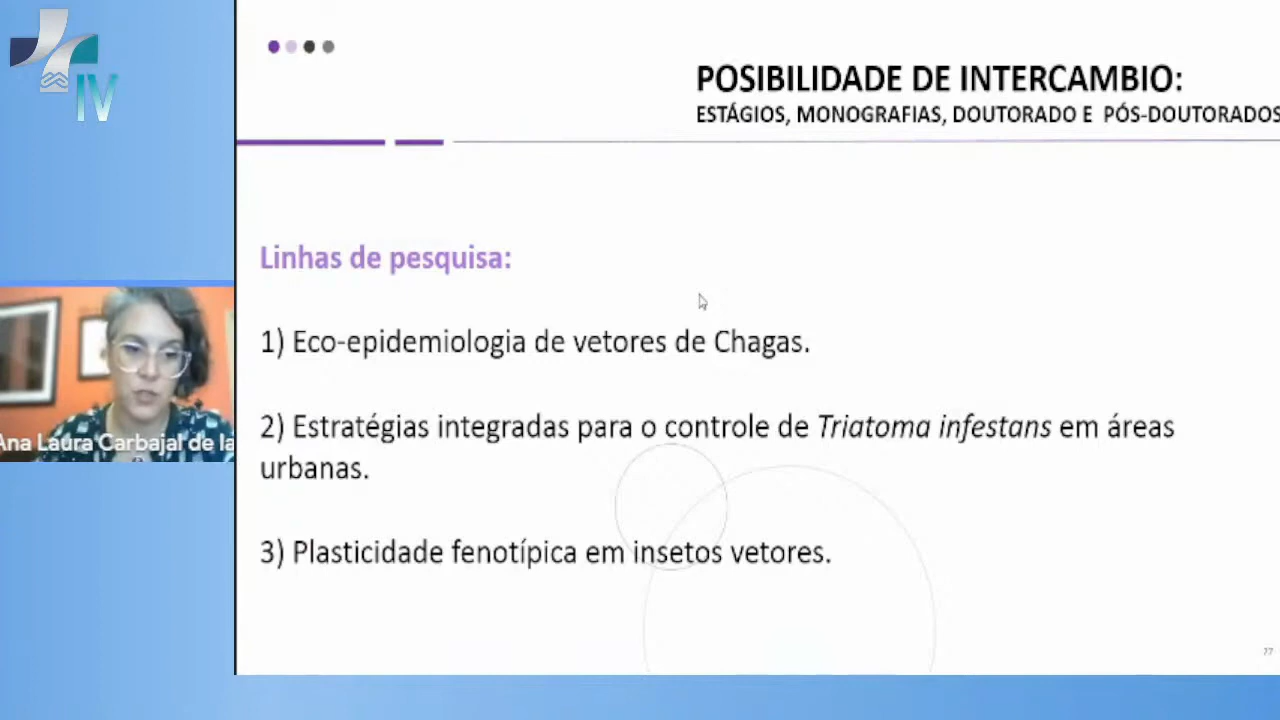 IV
POSIBILIDADE DE INTERCAMBIO:
ESTÁGIOS, MONOGRAFIAS, DOUTORADO E PÓS-DOUTORADOS
Linhas de pesquisa:
1) Eco-epidemiologia de vetores de Chagas.
2) Estratégias integradas para o controle de Triatoma infestans em áreas
urbanas.
3) Plasticidade fenotípica em insetos vetores.
Ana Laura Carbajal de la
77